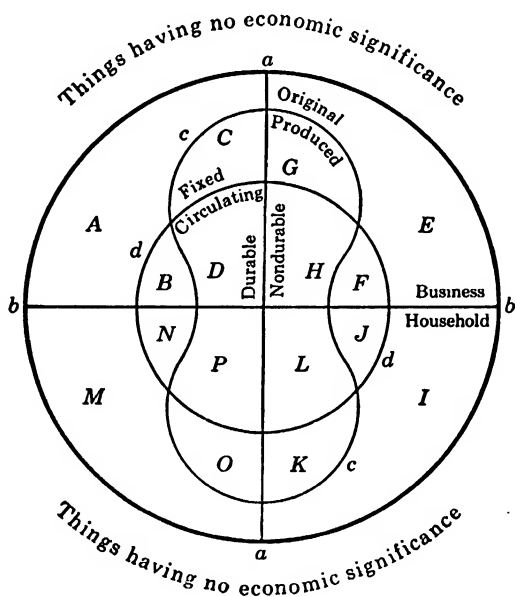 Things having no economic significance
a
Original
Produced
c
C
G
Fixed
Circulating
A
E
d
Durable
Nondurable
B
D
H
F
Business
b
b
Household
N
J
P
L
d
M
I
O
K
c
a
Things having no economic significance